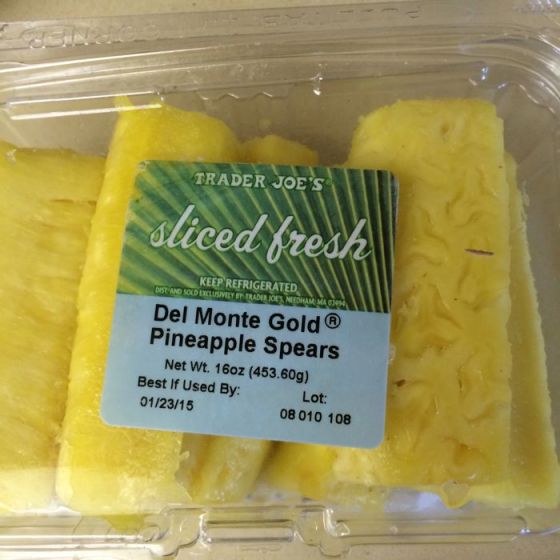 TRADER JOE'S
sliced fresh
KEEP REFRIGERATED
DIST. AND SOLD EXCLUSIVELY BY: TRADER JOE'S, NEEDHAM, MA 02494
Del Monte Gold®
Pineapple Spears
Net Wt. 16oz (453.60g)
Best If Used By:
Lot:
01/23/15
08 010 108